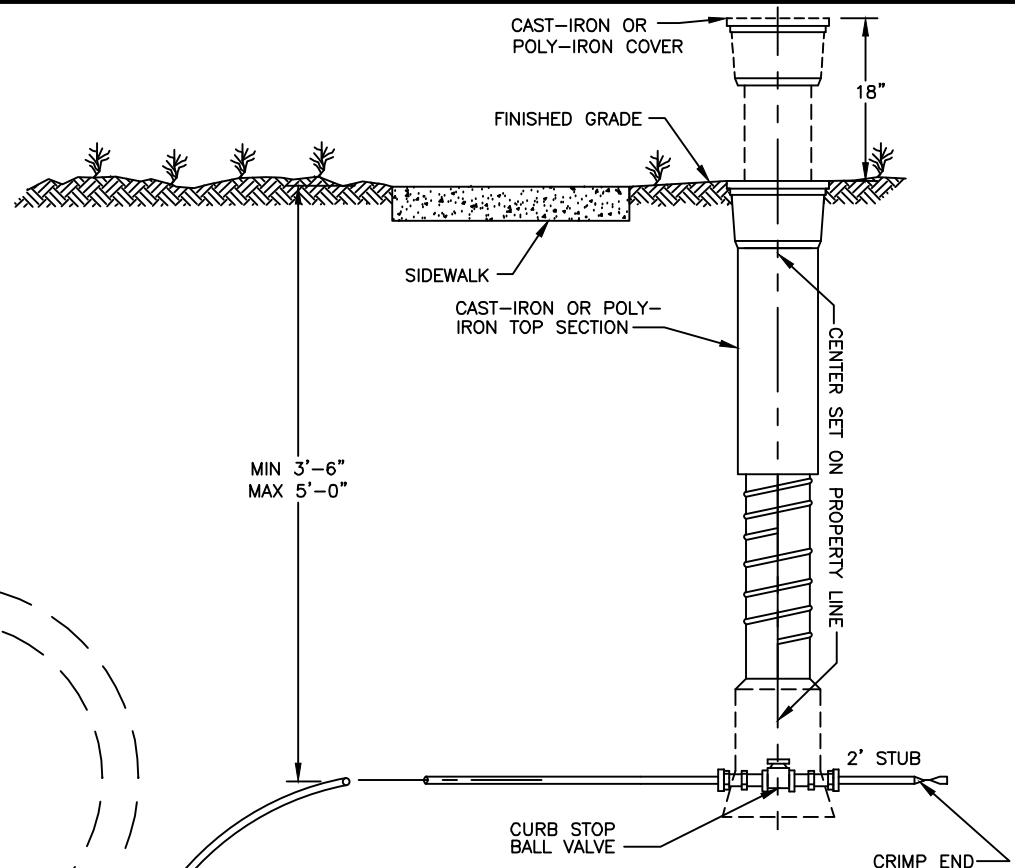 CAST-IRON OR
POLY-IRON COVER
18"
FINISHED GRADE
SIDEWALK
CAST-IRON OR POLY-
IRON TOP SECTION
CENTER SET ON PROPERTY LINE
MIN 3'-6"
MAX 5'-0"
2' STUB
CURB STOP
BALL VALVE
CRIMP END